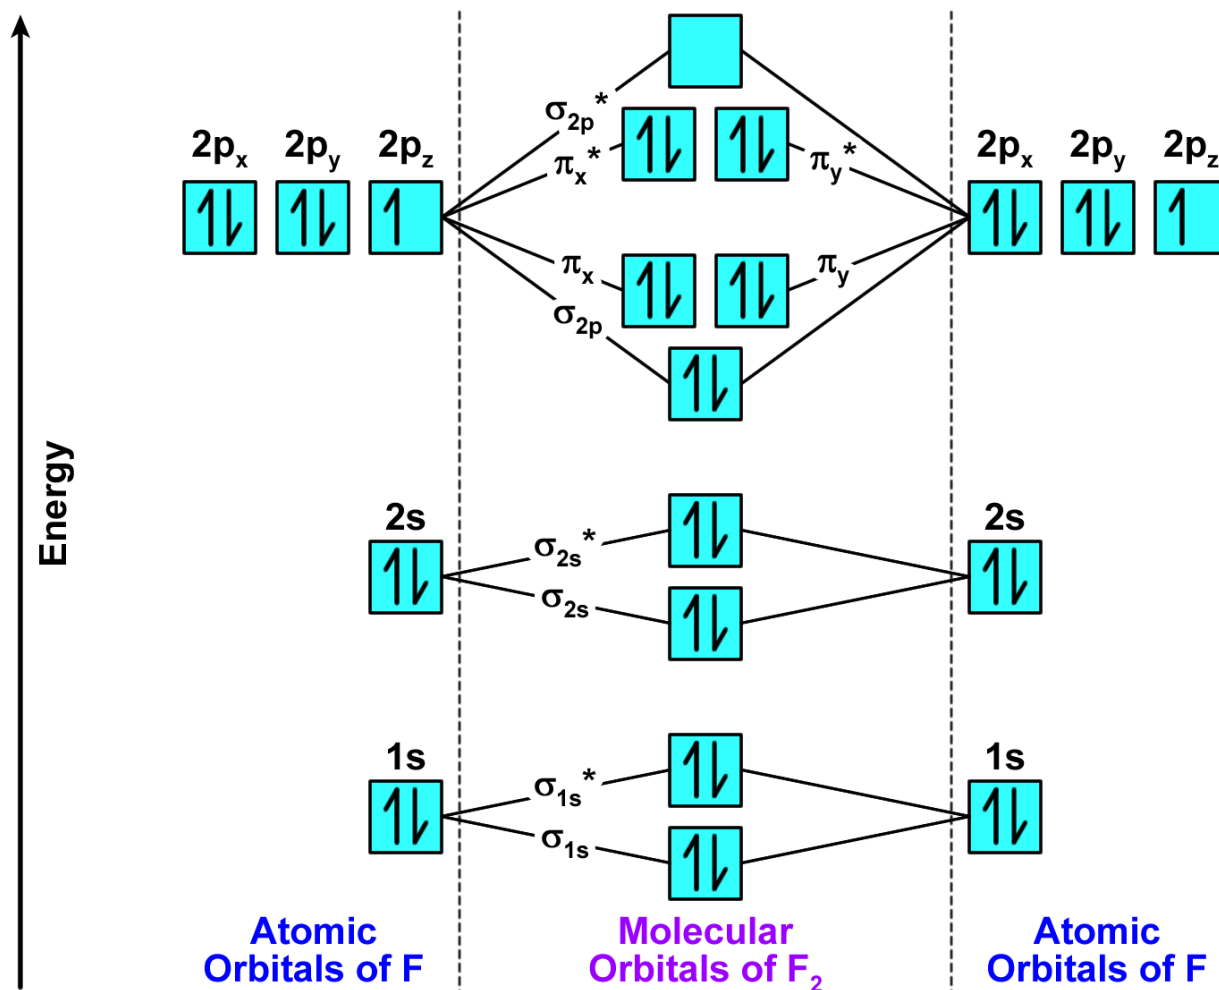 σ2p*
2px 2py 2pz
πx* πy*
2px 2py 2pz
πx πy
σ2p
Energy
2s
σ2s*
σ2s
2s
1s
σ1s*
σ1s
1s
Atomic
Orbitals of F
Molecular
Orbitals of F2
Atomic
Orbitals of F